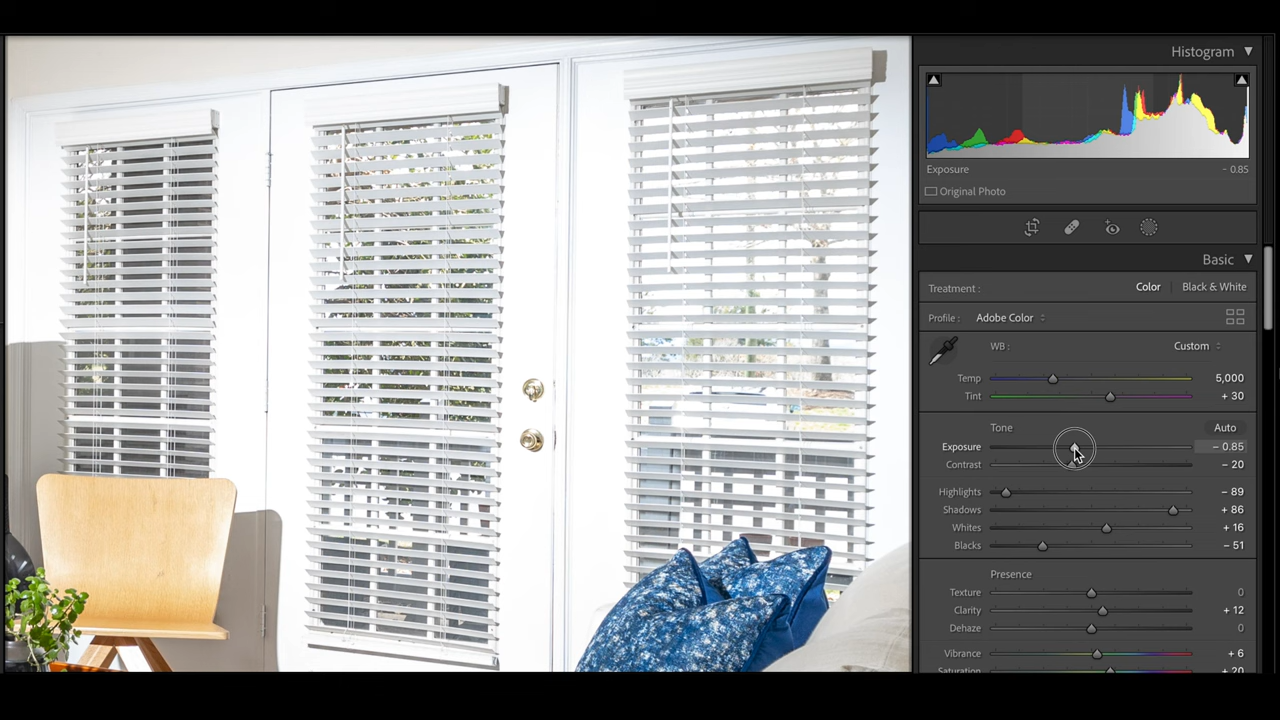 Histogram
Exposure - 0.85
Original Photo
Basic
Treatment : Color Black & White
Profile : Adobe Color
WB : Custom
Temp 5,000
Tint + 30
Tone Auto
Exposure - 0.85
Contrast - 20
Highlights - 89
Shadows + 86
Whites + 16
Blacks - 51
Presence
Texture 0
Clarity + 12
Dehaze 0
Vibrance + 6
Saturation + 20